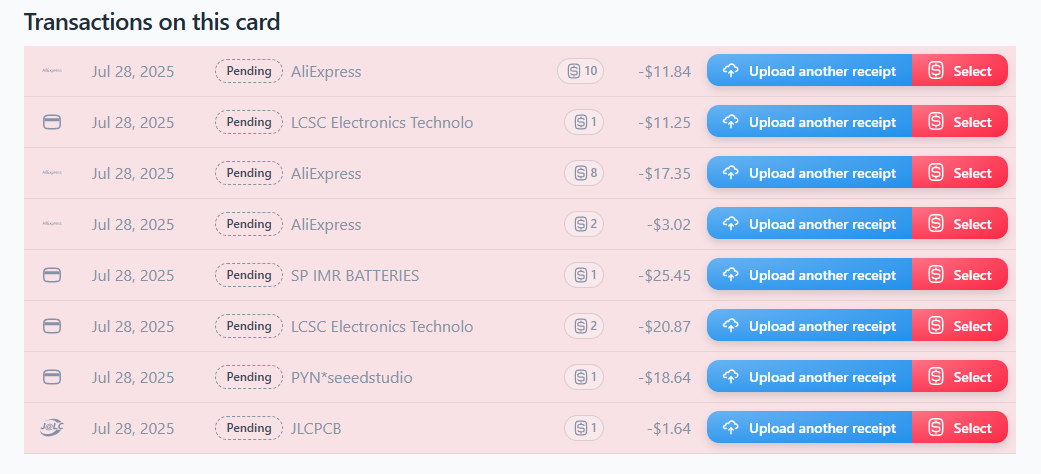 Transactions on this card
AliExpress Jul 28, 2025 Pending AliExpress 10 -$11.84 Upload another receipt Select
Jul 28, 2025 Pending LCSC Electronics Technolo 1 -$11.25 Upload another receipt Select
AliExpress Jul 28, 2025 Pending AliExpress 8 -$17.35 Upload another receipt Select
AliExpress Jul 28, 2025 Pending AliExpress 2 -$3.02 Upload another receipt Select
Jul 28, 2025 Pending SP IMR BATTERIES 1 -$25.45 Upload another receipt Select
Jul 28, 2025 Pending LCSC Electronics Technolo 2 -$20.87 Upload another receipt Select
Jul 28, 2025 Pending PYN*seeedstudio 1 -$18.64 Upload another receipt Select
J@LC Jul 28, 2025 Pending JLCPCB 1 -$1.64 Upload another receipt Select